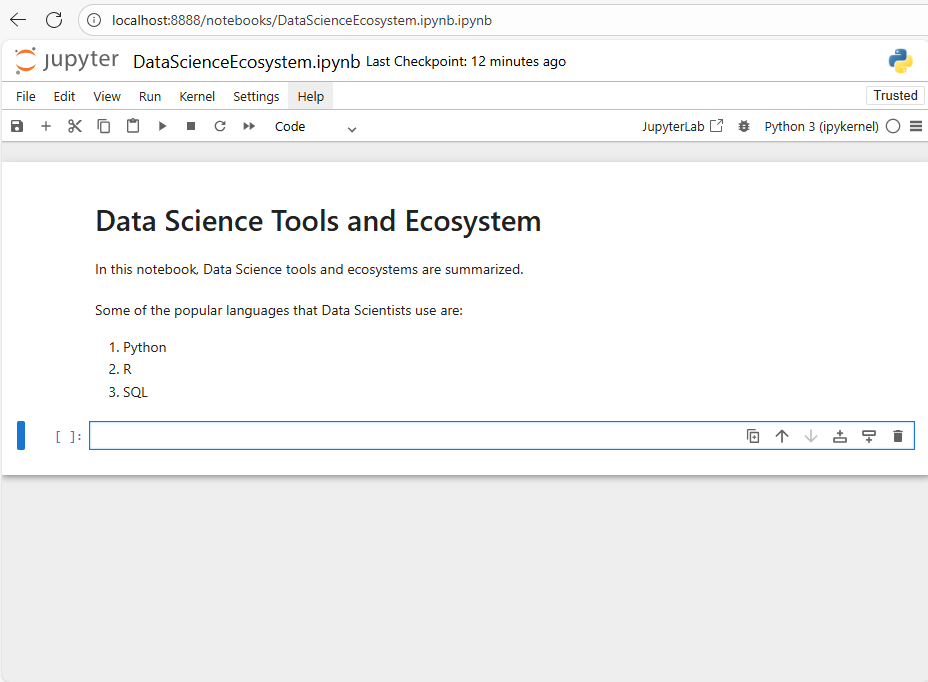 localhost:8888/notebooks/DataScienceEcosystem.ipynb.ipynb
jupyter DataScienceEcosystem.ipynb Last Checkpoint: 12 minutes ago
File Edit View Run Kernel Settings Help Trusted
Code JupyterLab Python 3 (ipykernel)
Data Science Tools and Ecosystem
In this notebook, Data Science tools and ecosystems are summarized.
Some of the popular languages that Data Scientists use are:
1. Python
2. R
3. SQL
[ ]: